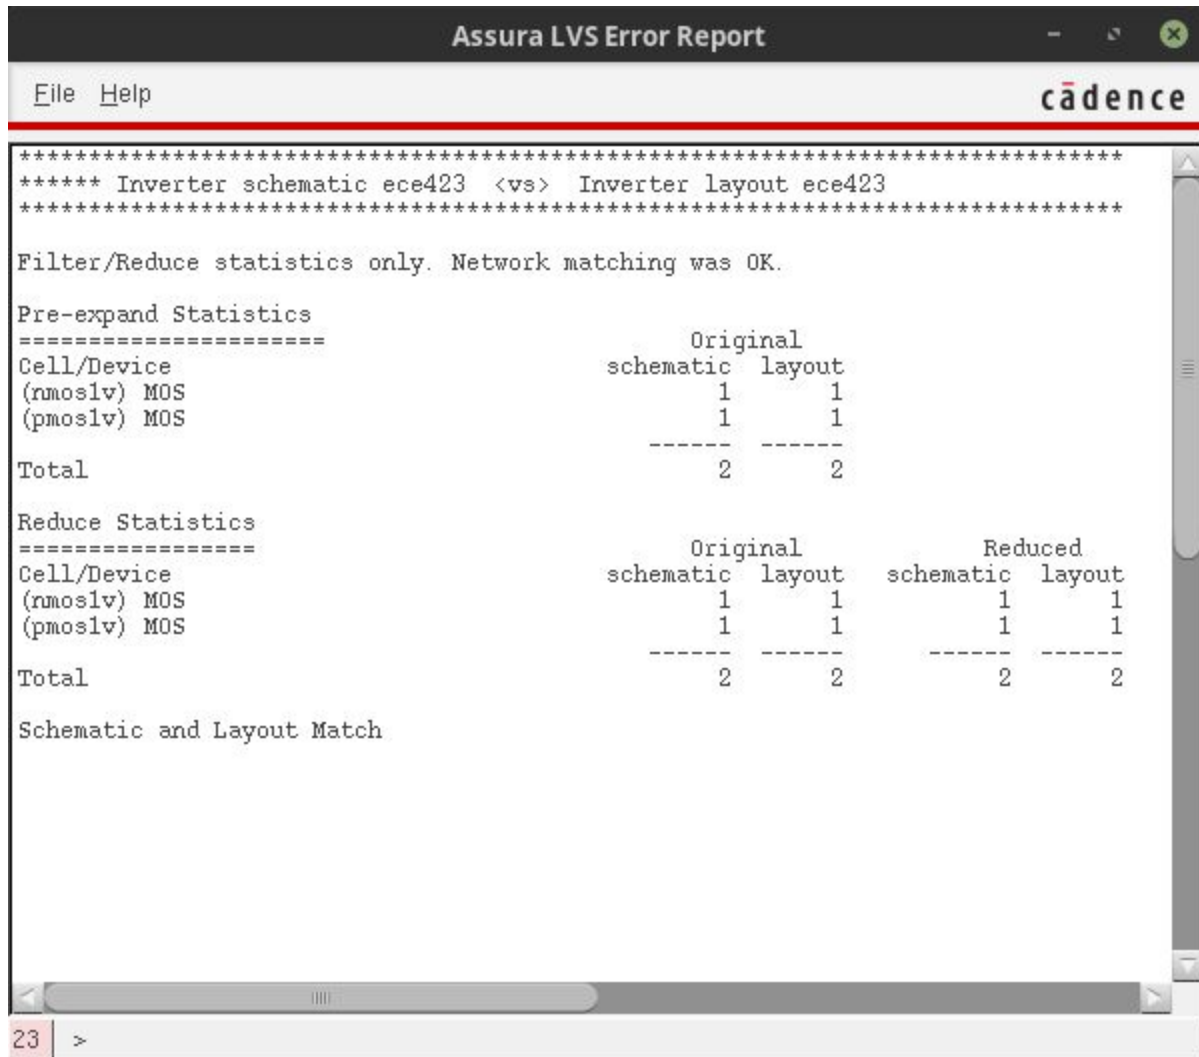 Assura LVS Error Report
File Help
cādence
*******************************************************************************
****** Inverter schematic ece423  <vs>  Inverter layout ece423
*******************************************************************************
Filter/Reduce statistics only. Network matching was OK.
Pre-expand Statistics
======================                          Original
Cell/Device                               schematic  layout
(nmos1v) MOS                                      1       1
(pmos1v) MOS                                      1       1
                                             ------  ------
Total                                             2       2
Reduce Statistics
=================                               Original             Reduced
Cell/Device                               schematic  layout   schematic  layout
(nmos1v) MOS                                      1       1           1       1
(pmos1v) MOS                                      1       1           1       1
                                             ------  ------      ------  ------
Total                                             2       2           2       2
Schematic and Layout Match
23 >